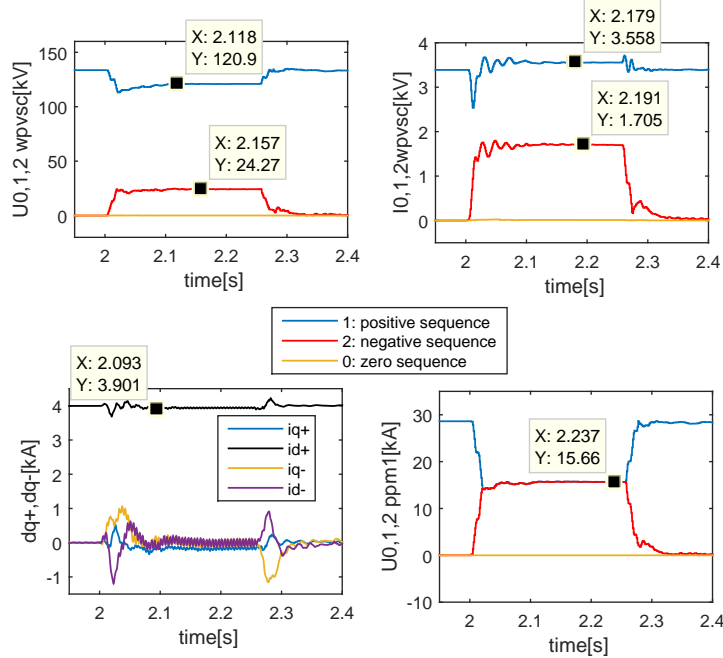 X: 2.118
Y: 120.9
X: 2.157
Y: 24.27
150
100
50
0
U0,1,2 wpvsc[kV]
2
2.1
2.2
2.3
2.4
time[s]
X: 2.179
Y: 3.558
X: 2.191
Y: 1.705
4
3
2
1
0
I0,1,2wpvsc[kV]
2
2.1
2.2
2.3
2.4
time[s]
1: positive sequence
2: negative sequence
0: zero sequence
X: 2.093
Y: 3.901
4
3
2
1
0
-1
dq+,dq-[kA]
iq+
id+
iq-
id-
2
2.1
2.2
2.3
2.4
time[s]
X: 2.237
Y: 15.66
30
20
10
0
-10
U0,1,2 ppm1[kA]
2
2.1
2.2
2.3
2.4
time[s]